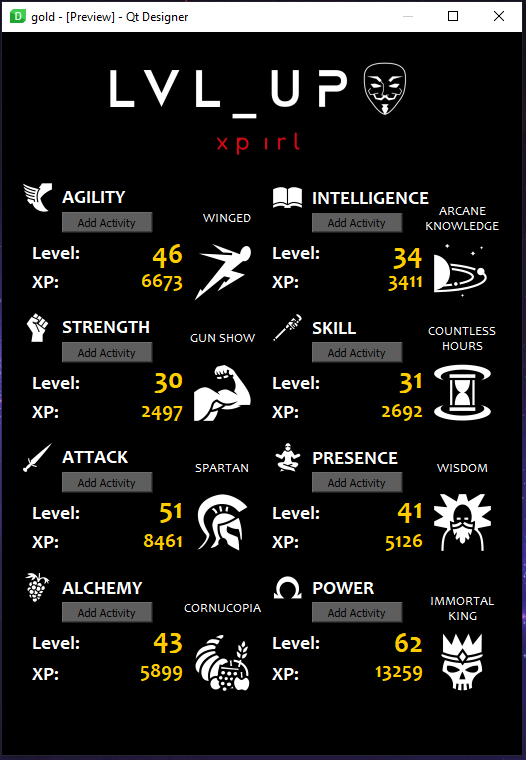 gold - [Preview] - Qt Designer
LVL_UP
xpirl
AGILITY
Add Activity
WINGED
Level: 46
XP: 6673
INTELLIGENCE
Add Activity
ARCANE
KNOWLEDGE
Level: 34
XP: 3411
STRENGTH
Add Activity
GUN SHOW
Level: 30
XP: 2497
SKILL
Add Activity
COUNTLESS
HOURS
Level: 31
XP: 2692
ATTACK
Add Activity
SPARTAN
Level: 51
XP: 8461
PRESENCE
Add Activity
WISDOM
Level: 41
XP: 5126
ALCHEMY
Add Activity
CORNUCOPIA
Level: 43
XP: 5899
POWER
Add Activity
IMMORTAL
KING
Level: 62
XP: 13259